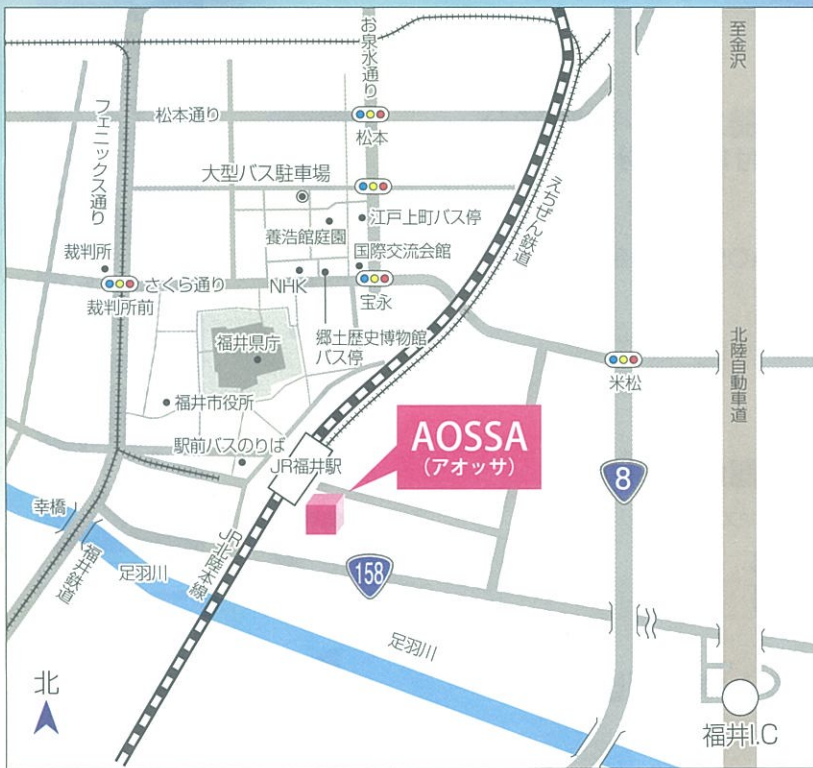 お泉水通り
至金沢
フェニックス通り
松本通り
松本
大型バス駐車場
江戸上町バス停
養浩館庭園
えちぜん鉄道
裁判所
国際交流会館
さくら通り
NHK
宝永
裁判所前
郷土歴史博物館
バス停
福井県庁
北陸自動車道
米松
福井市役所
AOSSA
(アオッサ)
駅前バスのりば
JR福井駅
8
幸橋
福井鉄道
足羽川
JR北陸本線
158
足羽川
北
福井I.C